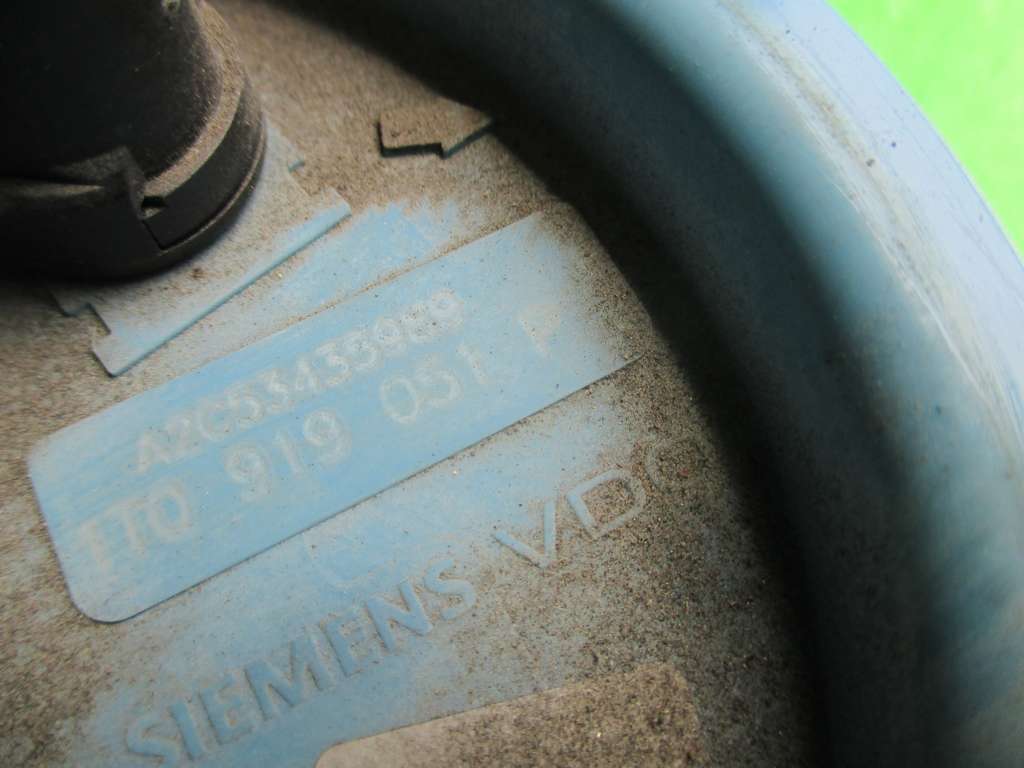 A2C53433989
1T0 919 051 P
SIEMENS VDO